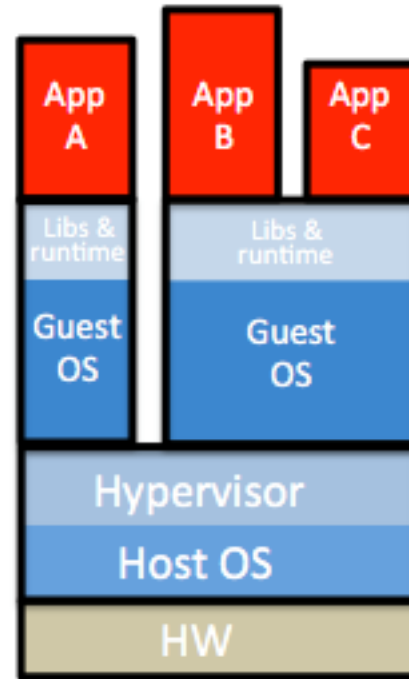 App
A
App
B
App
C
Libs &
runtime
Libs &
runtime
Guest
OS
Guest
OS
Hypervisor
Host OS
HW